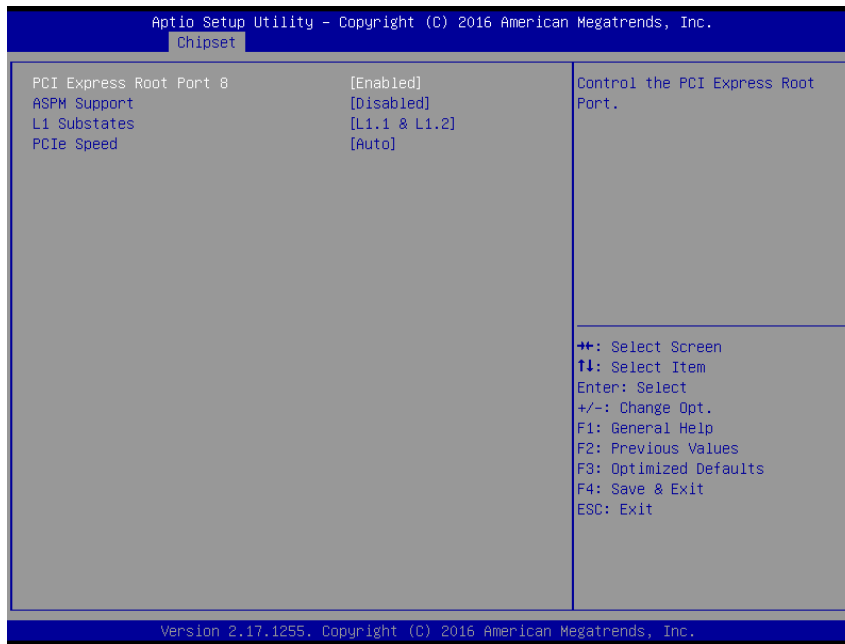 Aptio Setup Utility – Copyright (C) 2016 American Megatrends, Inc.
Chipset
PCI Express Root Port 8 [Enabled]
ASPM Support [Disabled]
L1 Substates [L1.1 & L1.2]
PCIe Speed [Auto]
Control the PCI Express Root
Port.
→←: Select Screen
↑↓: Select Item
Enter: Select
+/-: Change Opt.
F1: General Help
F2: Previous Values
F3: Optimized Defaults
F4: Save & Exit
ESC: Exit
Version 2.17.1255. Copyright (C) 2016 American Megatrends, Inc.